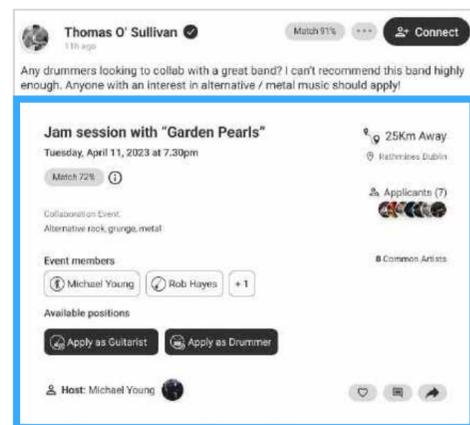 Thomas O' Sullivan
11h ago
Match 91%
Connect
Any drummers looking to collab with a great band? I can't recommend this band highly
enough. Anyone with an interest in alternative / metal music should apply!
Jam session with "Garden Pearls"
Tuesday, April 11, 2023 at 7.30pm
Match 72%
25Km Away
Rathmines Dublin
Applicants (7)
Collaboration Event
Alternative rock, grunge, metal
8 Common Artists
Event members
Michael Young
Rob Hayes
+ 1
Available positions
Apply as Guitarist
Apply as Drummer
Host: Michael Young